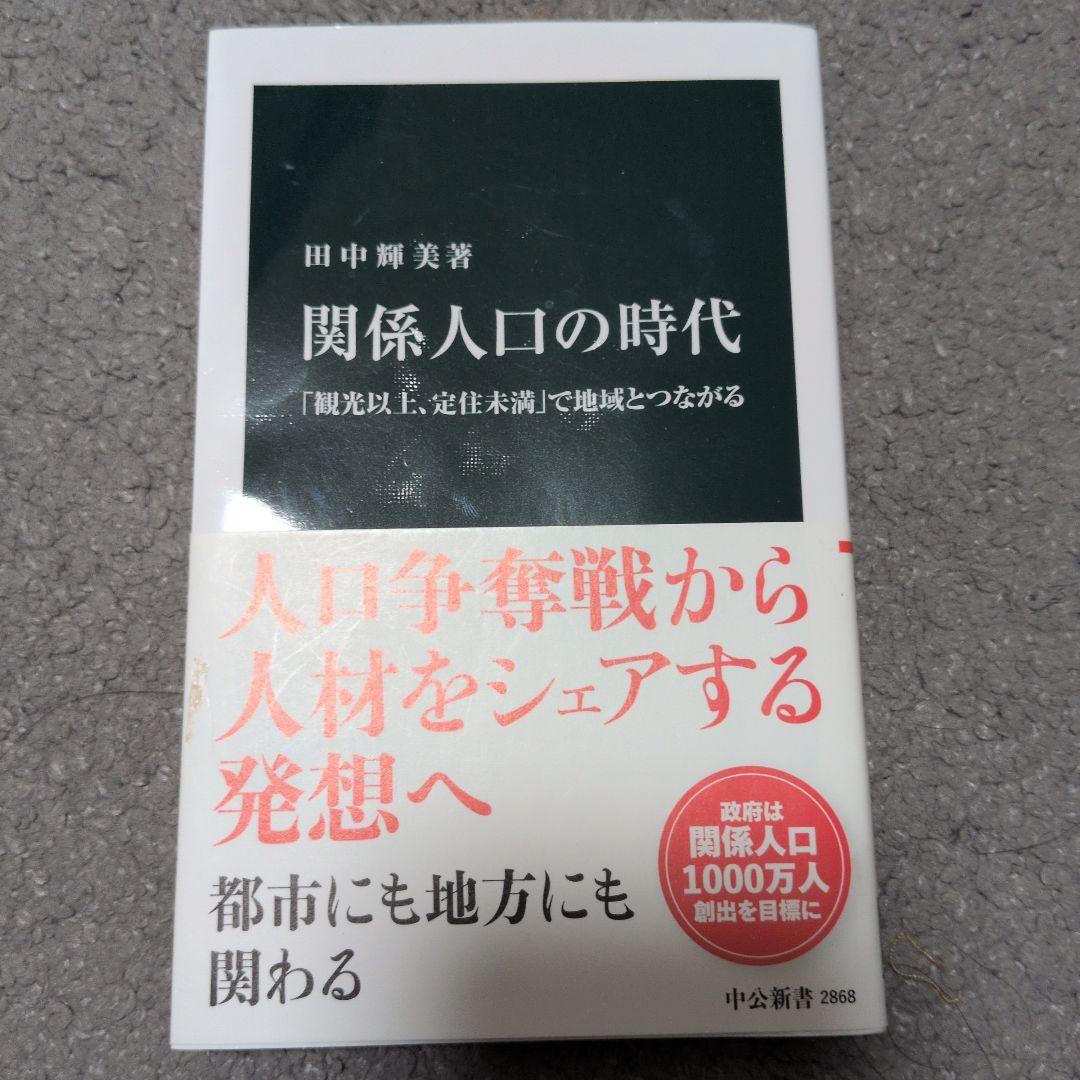 田中輝美著
関係人口の時代
「観光以上、定住未満」で地域とつながる
人口争奪戦から
人材をシェアする
発想へ
都市にも地方にも
関わる
政府は
関係人口
1000万人
創出を目標に
中公新書 2868